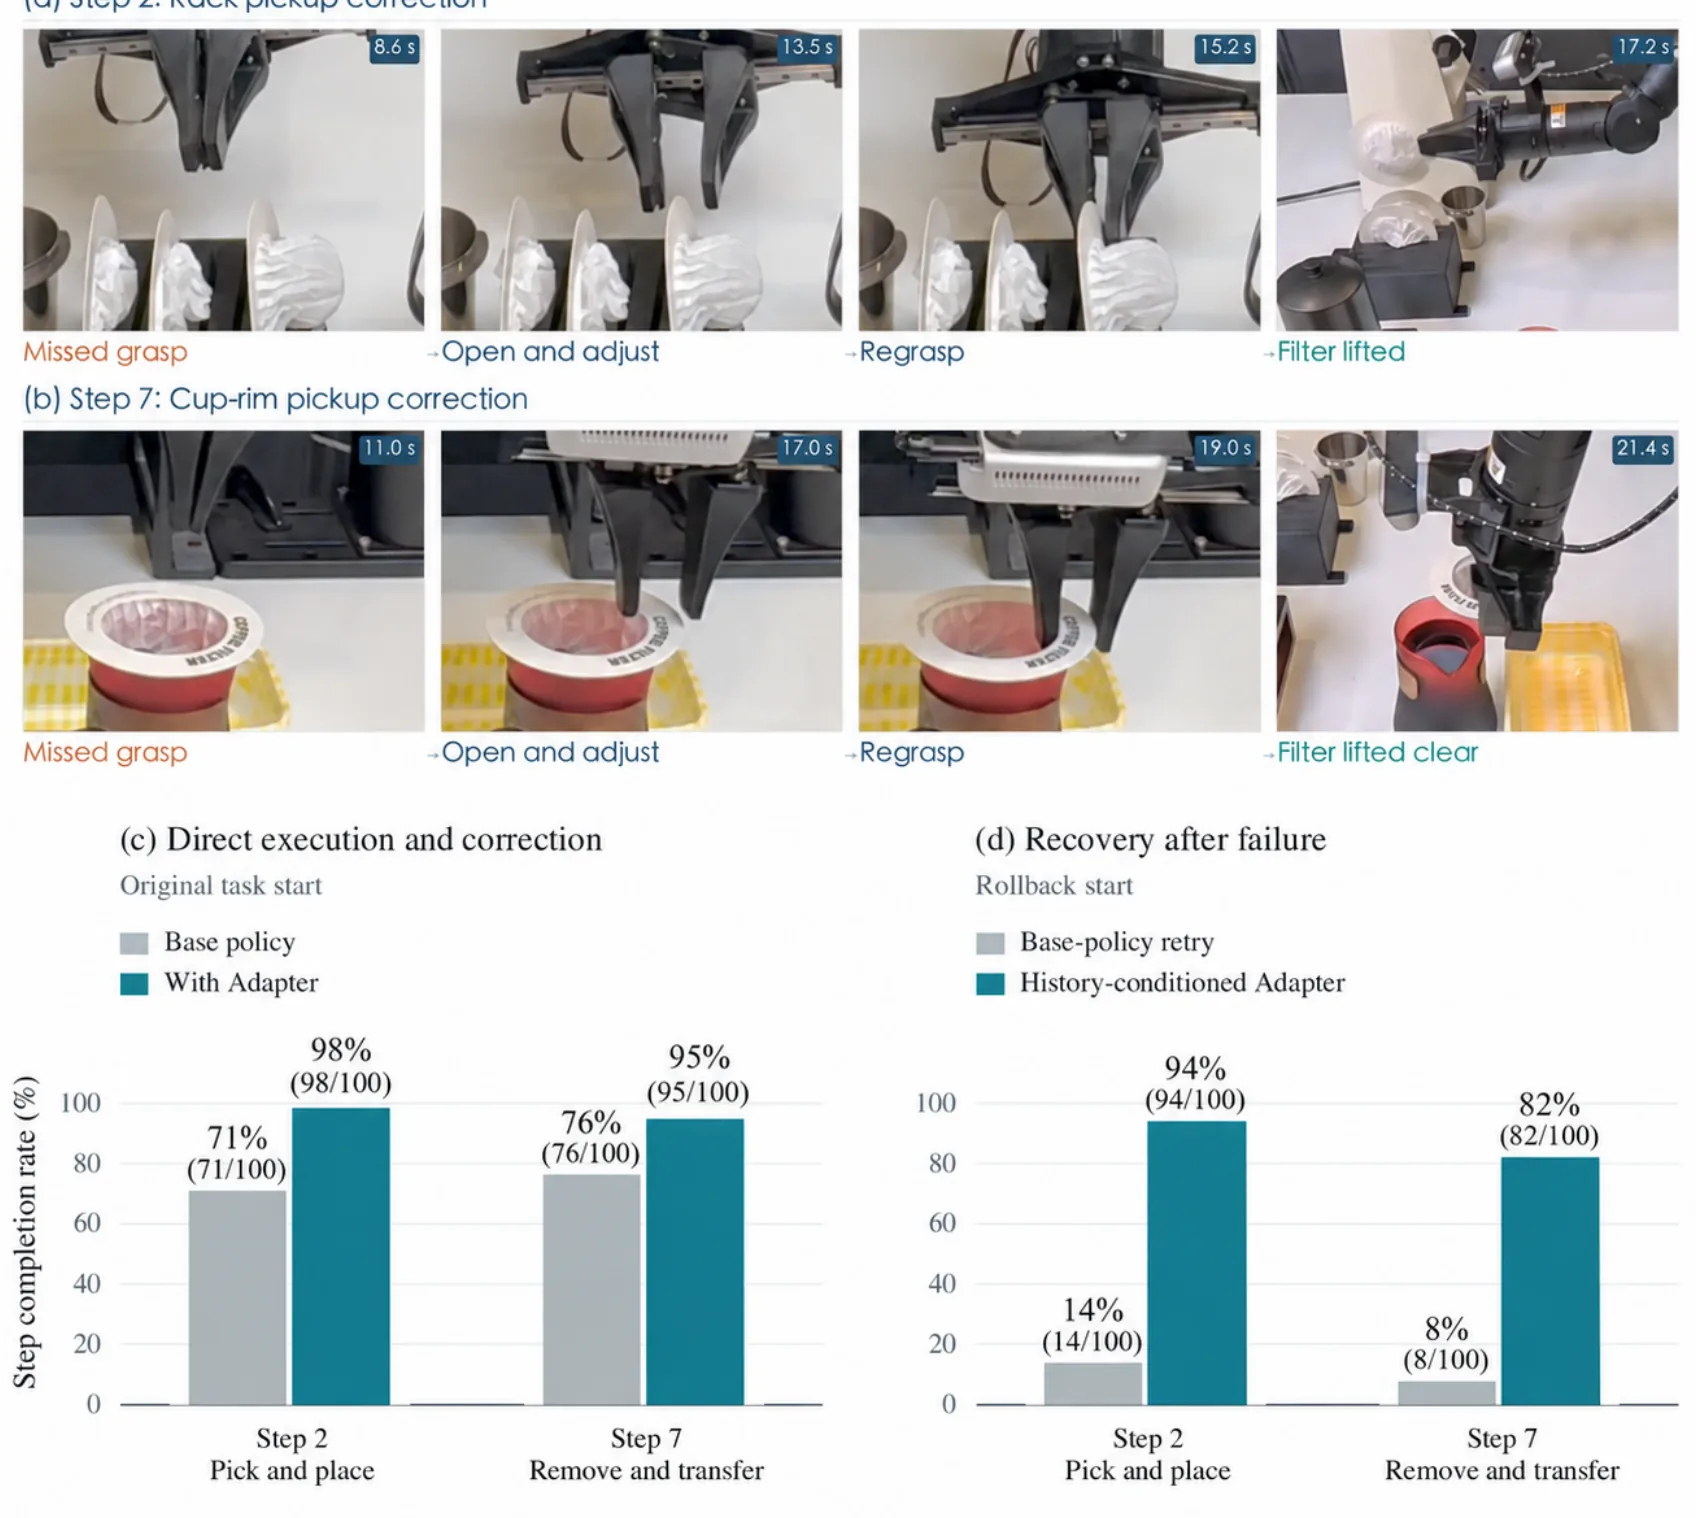 (a) Step 2: Rack pickup correction
8.6 s
13.5 s
15.2 s
17.2 s
Missed grasp
→Open and adjust
→Regrasp
→Filter lifted
(b) Step 7: Cup-rim pickup correction
11.0 s
17.0 s
19.0 s
21.4 s
COFFEE FILTER
COFFEE FILTER
COFFEE FILTER
Missed grasp
→Open and adjust
→Regrasp
→Filter lifted clear
(c) Direct execution and correction
Original task start
Base policy
With Adapter
Step completion rate (%)
100
80
60
40
20
0
71%
(71/100)
98%
(98/100)
76%
(76/100)
95%
(95/100)
Step 2
Pick and place
Step 7
Remove and transfer
(d) Recovery after failure
Rollback start
Base-policy retry
History-conditioned Adapter
100
80
60
40
20
0
14%
(14/100)
94%
(94/100)
8%
(8/100)
82%
(82/100)
Step 2
Pick and place
Step 7
Remove and transfer